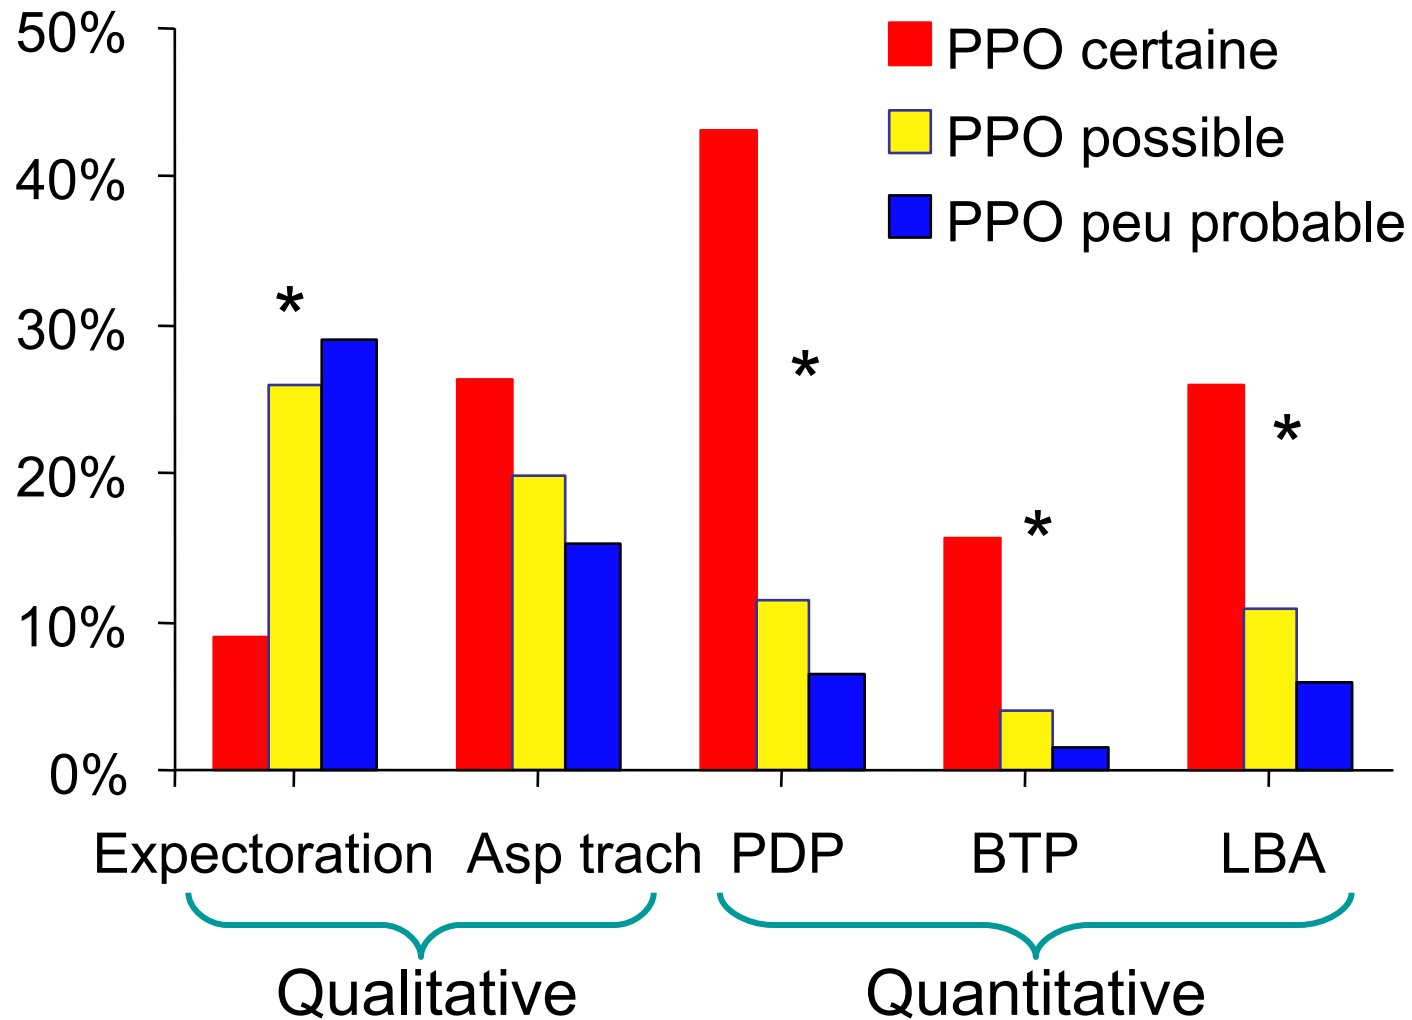 50%
40%
30%
20%
10%
0%
PPO certaine
PPO possible
PPO peu probable
*
*
*
*
Expectoration Asp trach PDP BTP LBA
Qualitative Quantitative